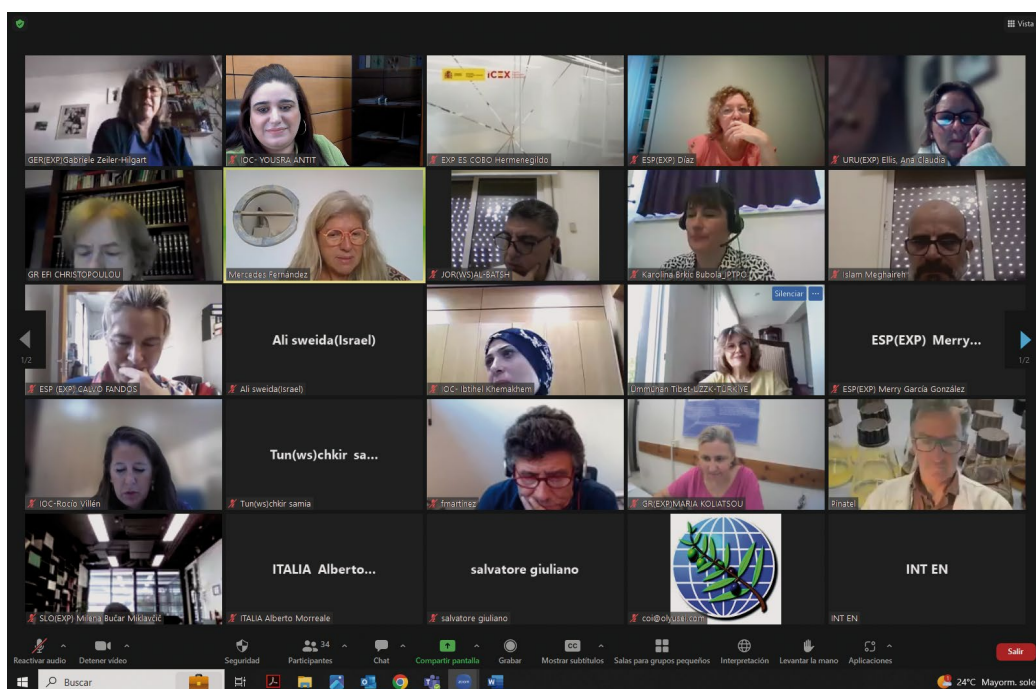 Vista
iCEX
GER(EXP)Gabriele Zeiler-Hilgart
IOC- YOUSRA ANTIT
EXP ES COBO Hermenegildo
ESP(EXP) Díaz
URU(EXP) Ellis, Ana Claudia
GR EFI CHRISTOPOULOU
Mercedes Fernández
JOR(WS)AL-BATSH
Karolina Brkic Bubola_IPTPO
Islam Meghaireh
Silenciar
1/2
Ali sweida(Israel)
ESP(EXP) Merry...
1/2
ESP (EXP) CALVO FANDOS
Ali sweida(Israel)
IOC- Ibtihel Khemakhem
Ümmuhan Tibet-UZZK-TÜRKİYE
ESP(EXP) Merry García González
Tun(ws)chkir sa...
IOC-Rocío Villén
Tun(ws)chkir samia
fmartinez
GR(EXP)MARIA KOLIATSOU
Pinatel
ITALIA Alberto...
salvatore giuliano
INT EN
SLO(EXP) Milena Bučar Miklavčič
ITALIA Alberto Morreale
salvatore giuliano
coi@olyusei.com
INT EN
34
CC
Reactivar audio
Detener vídeo
Seguridad
Participantes
Chat
Compartir pantalla
Grabar
Mostrar subtítulos
Salas para grupos pequeños
Interpretación
Levantar la mano
Aplicaciones
Salir
Buscar
24°C Mayorm. sole